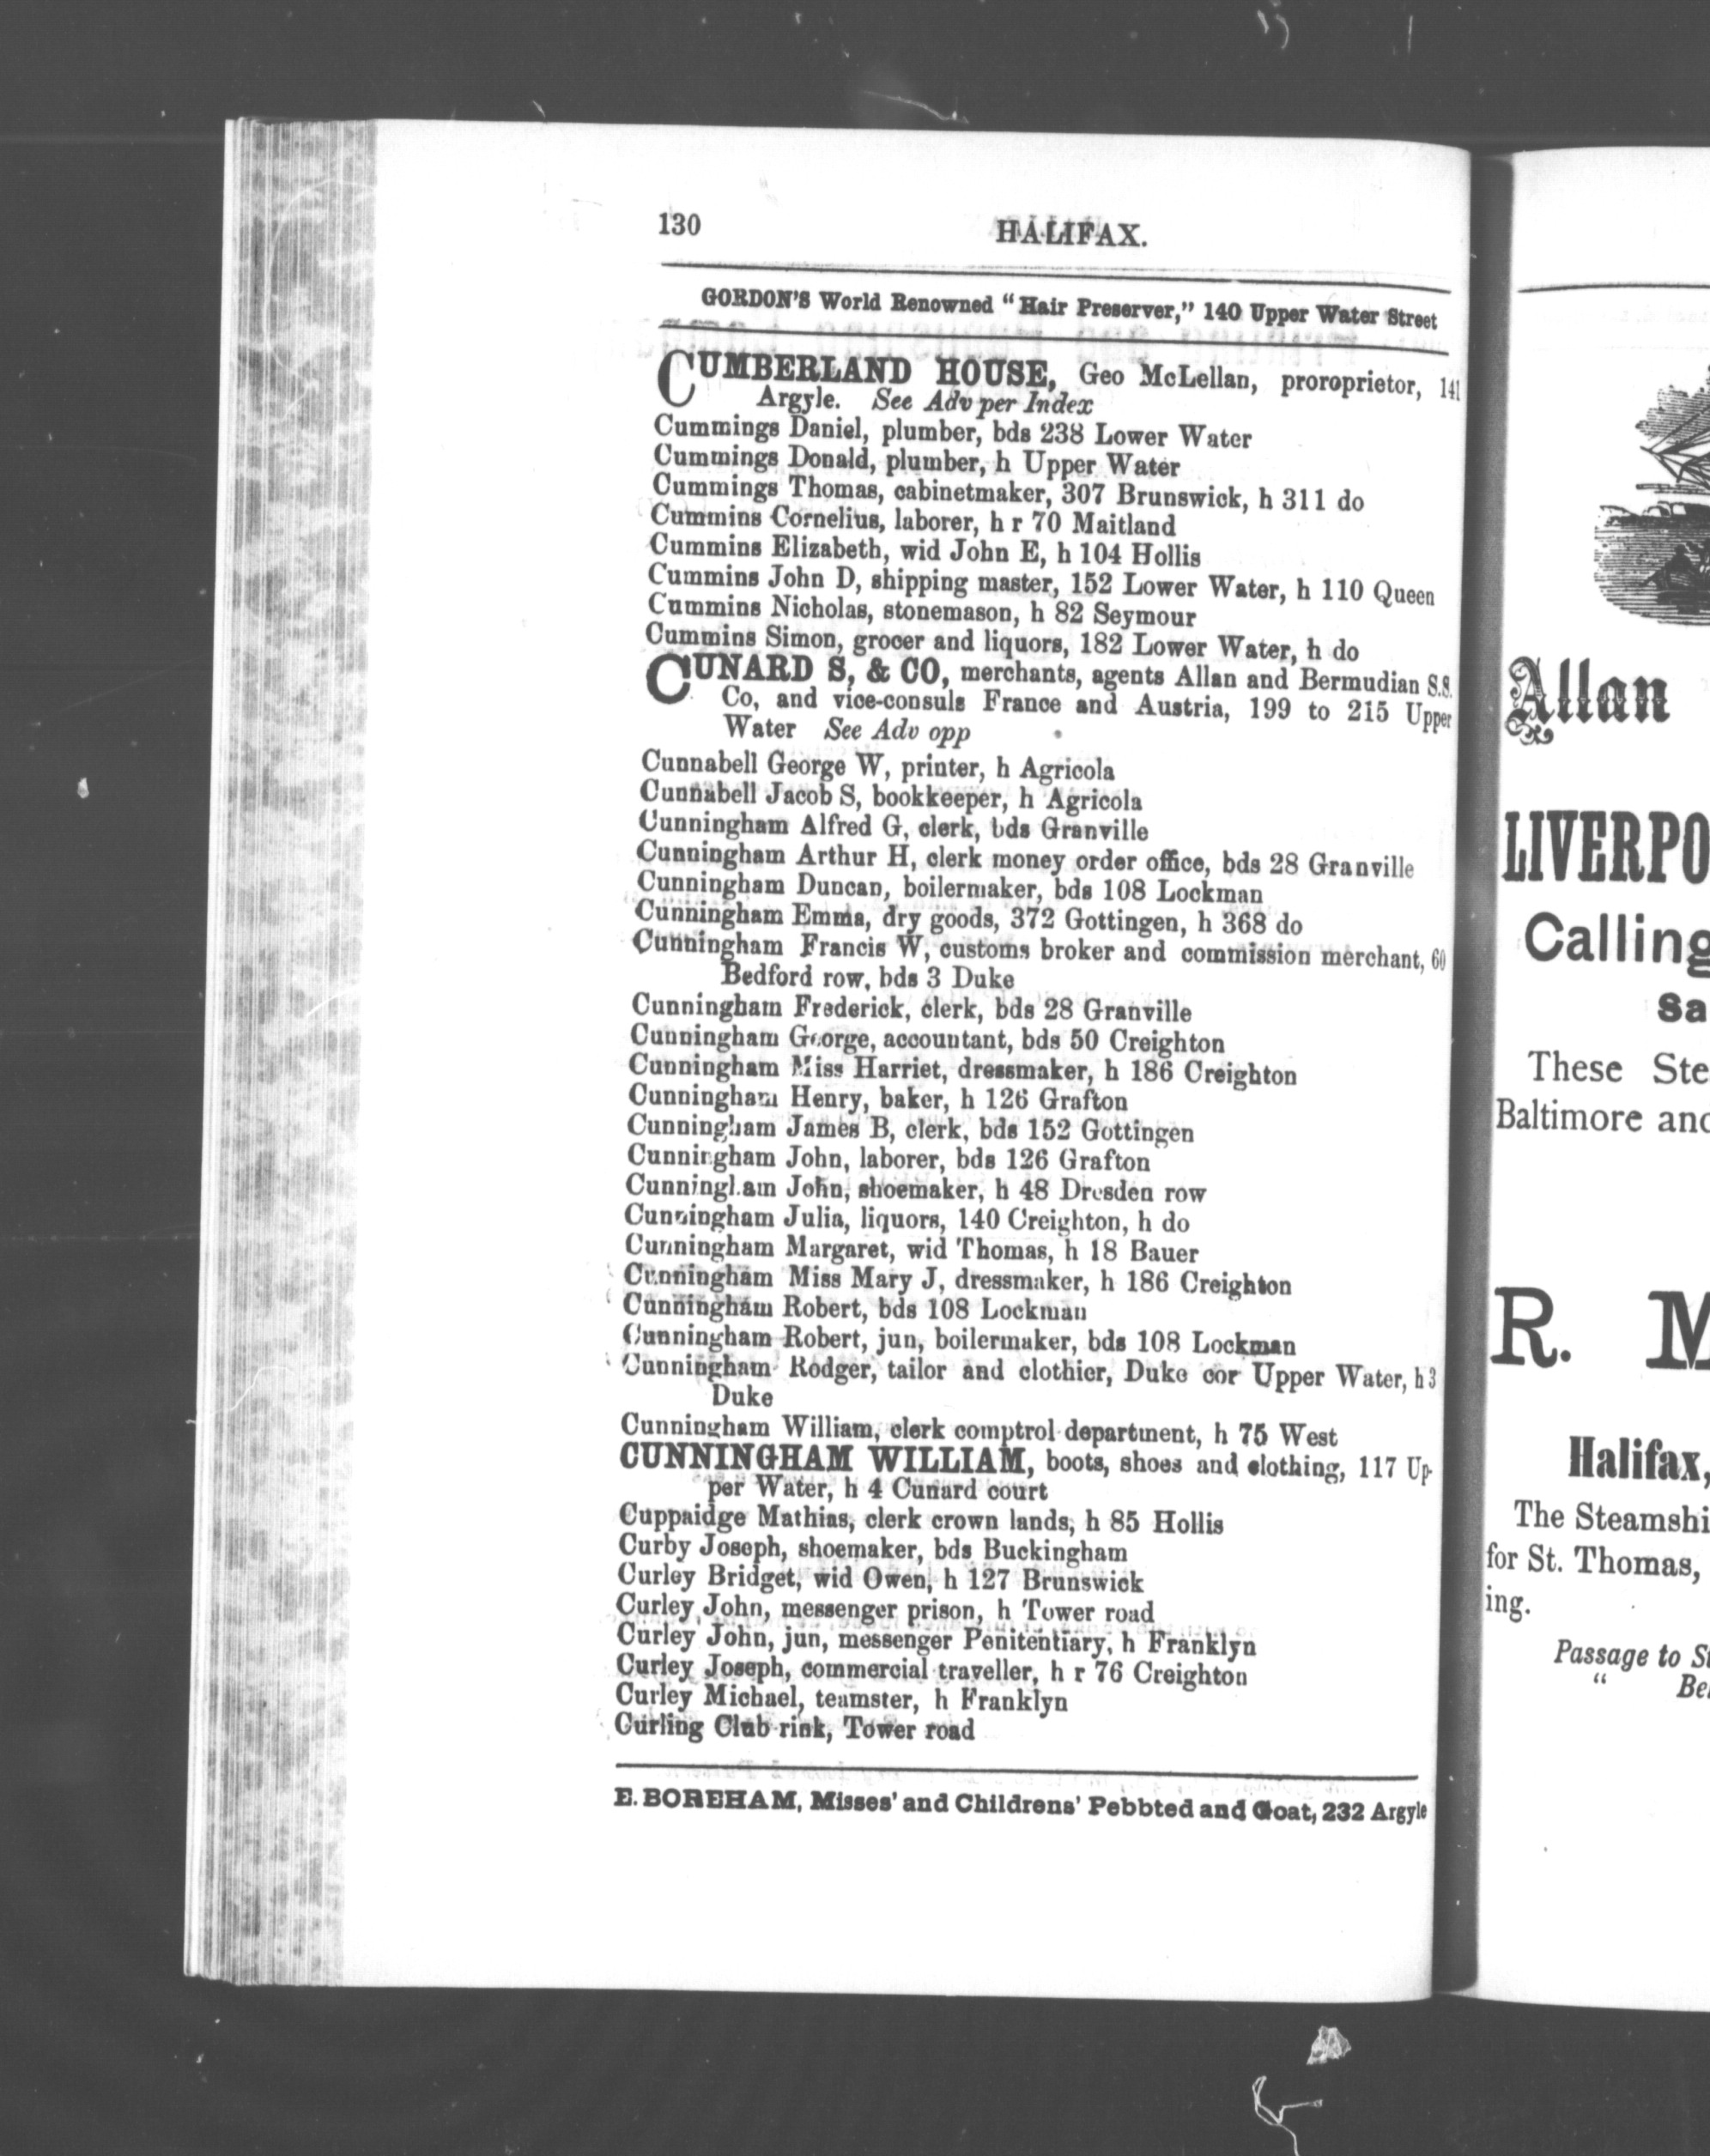 130
HALIFAX.
GORDON'S World Renowned "Hair Preserver," 140 Upper Water Street
CUMBERLAND HOUSE, Geo McLellan, proroprietor, 141
Argyle. See Adv per Index
Cummings Daniel, plumber, bds 238 Lower Water
Cummings Donald, plumber, h Upper Water
Cummings Thomas, cabinetmaker, 307 Brunswick, h 311 do
Cummins Cornelius, laborer, h r 70 Maitland
Cummins Elizabeth, wid John E, h 104 Hollis
Cummins John D, shipping master, 152 Lower Water, h 110 Queen
Cummins Nicholas, stonemason, h 82 Seymour
Cummins Simon, grocer and liquors, 182 Lower Water, h do
CUNARD S, & CO, merchants, agents Allan and Bermudian S.S.
Co, and vice-consuls France and Austria, 199 to 215 Upper
Water See Adv opp
Cunnabell George W, printer, h Agricola
Cunnabell Jacob S, bookkeeper, h Agricola
Cunningham Alfred G, clerk, bds Granville
Cunningham Arthur H, clerk money order office, bds 28 Granville
Cunningham Duncan, boilermaker, bds 108 Lockman
Cunningham Emma, dry goods, 372 Gottingen, h 368 do
Cunningham Francis W, customs broker and commission merchant, 60
Bedford row, bds 3 Duke
Cunningham Frederick, clerk, bds 28 Granville
Cunningham George, accountant, bds 50 Creighton
Cunningham Miss Harriet, dressmaker, h 186 Creighton
Cunningham Henry, baker, h 126 Grafton
Cunningham James B, clerk, bds 152 Gottingen
Cunningham John, laborer, bds 126 Grafton
Cunningham John, shoemaker, h 48 Dresden row
Cunningham Julia, liquors, 140 Creighton, h do
Cunningham Margaret, wid Thomas, h 18 Bauer
Cunningham Miss Mary J, dressmaker, h 186 Creighton
Cunningham Robert, bds 108 Lockman
Cunningham Robert, jun, boilermaker, bds 108 Lockman
Cunningham Rodger, tailor and clothier, Duke cor Upper Water, h 3
Duke
Cunningham William, clerk comptrol department, h 75 West
CUNNINGHAM WILLIAM, boots, shoes and clothing, 117 Up-
per Water, h 4 Cunard court
Cuppaidge Mathias, clerk crown lands, h 85 Hollis
Curby Joseph, shoemaker, bds Buckingham
Curley Bridget, wid Owen, h 127 Brunswick
Curley John, messenger prison, h Tower road
Curley John, jun, messenger Penitentiary, h Franklyn
Curley Joseph, commercial traveller, h r 76 Creighton
Curley Michael, teamster, h Franklyn
Curling Club rink, Tower road
E. BOREHAM, Misses' and Childrens' Pebbted and Goat, 232 Argyle
Allan
LIVERPO
Calling
Sa
These Ste
Baltimore and
R. M
Halifax,
The Steamshi
for St. Thomas,
ing.
Passage to St
" Be